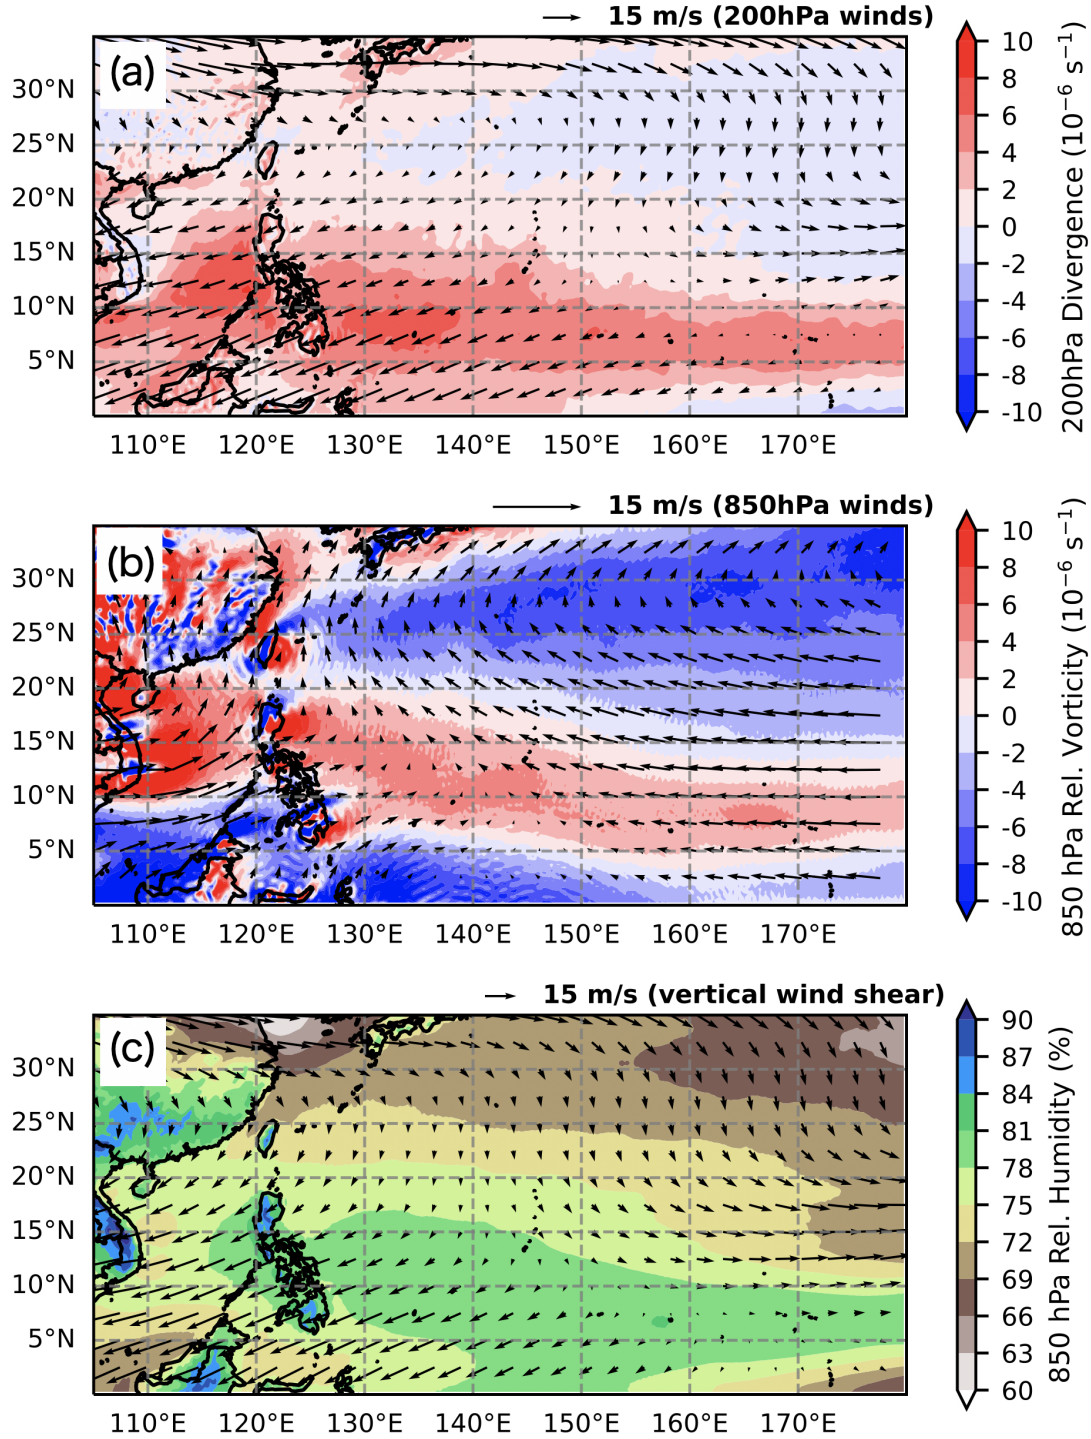 15 m/s (200hPa winds)
(a)
30°N
25°N
20°N
15°N
10°N
5°N
110°E 120°E 130°E 140°E 150°E 160°E 170°E
10
8
6
4
2
0
-2
-4
-6
-8
-10
200hPa Divergence (10⁻⁶ s⁻¹)
15 m/s (850hPa winds)
(b)
30°N
25°N
20°N
15°N
10°N
5°N
110°E 120°E 130°E 140°E 150°E 160°E 170°E
10
8
6
4
2
0
-2
-4
-6
-8
-10
850 hPa Rel. Vorticity (10⁻⁶ s⁻¹)
15 m/s (vertical wind shear)
(c)
30°N
25°N
20°N
15°N
10°N
5°N
110°E 120°E 130°E 140°E 150°E 160°E 170°E
90
87
84
81
78
75
72
69
66
63
60
850 hPa Rel. Humidity (%)